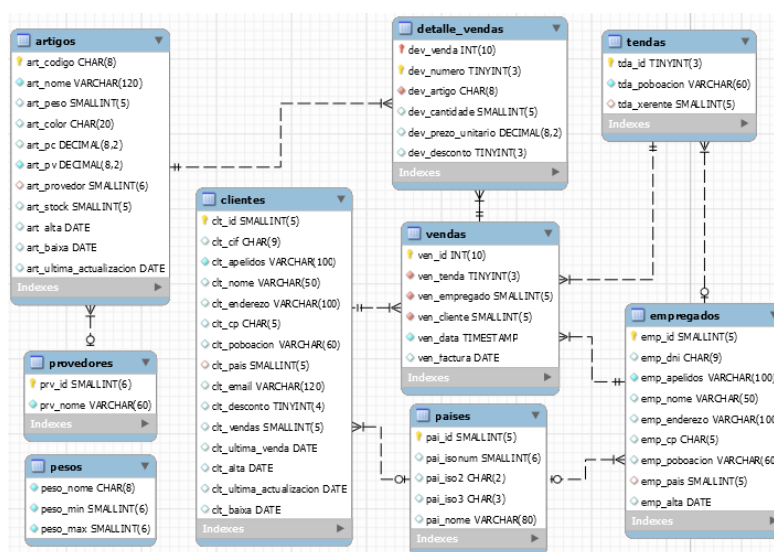 artigos
art_codigo CHAR(8)
art_nome VARCHAR(120)
art_peso SMALLINT(5)
art_color CHAR(20)
art_pc DECIMAL(8,2)
art_pv DECIMAL(8,2)
art_provedor SMALLINT(6)
art_stock SMALLINT(5)
art_alta DATE
art_baixa DATE
art_ultima_actualizacion DATE
Indexes
provedores
prv_id SMALLINT(6)
prv_nome VARCHAR(60)
Indexes
pesos
peso_nome CHAR(8)
peso_min SMALLINT(6)
peso_max SMALLINT(6)
clientes
clt_id SMALLINT(5)
clt_cif CHAR(9)
clt_apelidos VARCHAR(100)
clt_nome VARCHAR(50)
clt_enderezo VARCHAR(100)
clt_cp CHAR(5)
clt_poboacion VARCHAR(60)
clt_pais SMALLINT(5)
clt_email VARCHAR(120)
clt_desconto TINYINT(4)
clt_vendas SMALLINT(5)
clt_ultima_venda DATE
clt_alta DATE
clt_ultima_actualizacion DATE
clt_baixa DATE
Indexes
detalle_vendas
dev_venda INT(10)
dev_numero TINYINT(3)
dev_artigo CHAR(8)
dev_cantidade SMALLINT(5)
dev_prezo_unitario DECIMAL(8,2)
dev_desconto TINYINT(3)
Indexes
vendas
ven_id INT(10)
ven_tenda TINYINT(3)
ven_empregado SMALLINT(5)
ven_cliente SMALLINT(5)
ven_data TIMESTAMP
ven_factura DATE
Indexes
paises
pai_id SMALLINT(5)
pai_isonum SMALLINT(6)
pai_iso2 CHAR(2)
pai_iso3 CHAR(3)
pai_nome VARCHAR(80)
Indexes
tendas
tda_id TINYINT(3)
tda_poboacion VARCHAR(60)
tda_xerente SMALLINT(5)
Indexes
empregados
emp_id SMALLINT(5)
emp_dni CHAR(9)
emp_apelidos VARCHAR(100)
emp_nome VARCHAR(50)
emp_enderezo VARCHAR(100
emp_cp CHAR(5)
emp_poboacion VARCHAR(60
emp_pais SMALLINT(5)
emp_alta DATE
Indexes